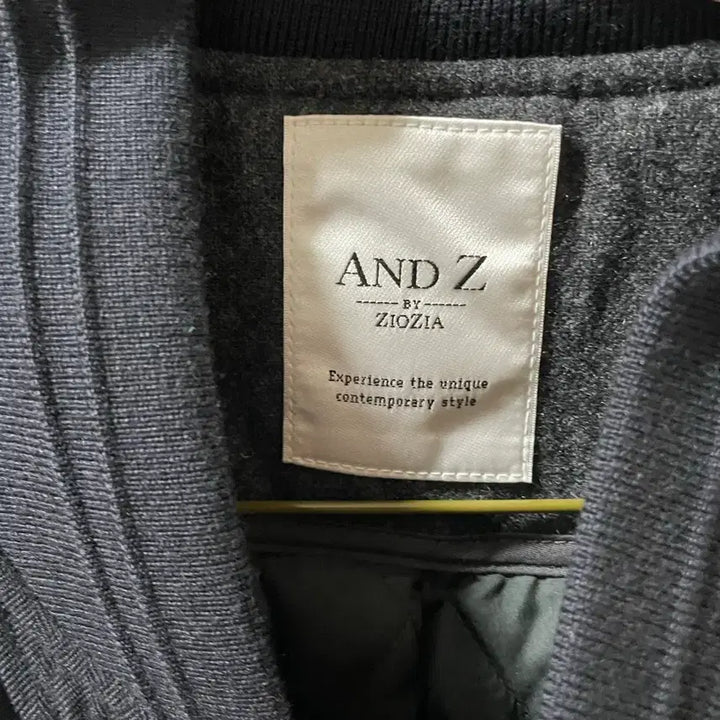 AND Z
------ BY ------
ZIOZIA
Experience the unique
contemporary style